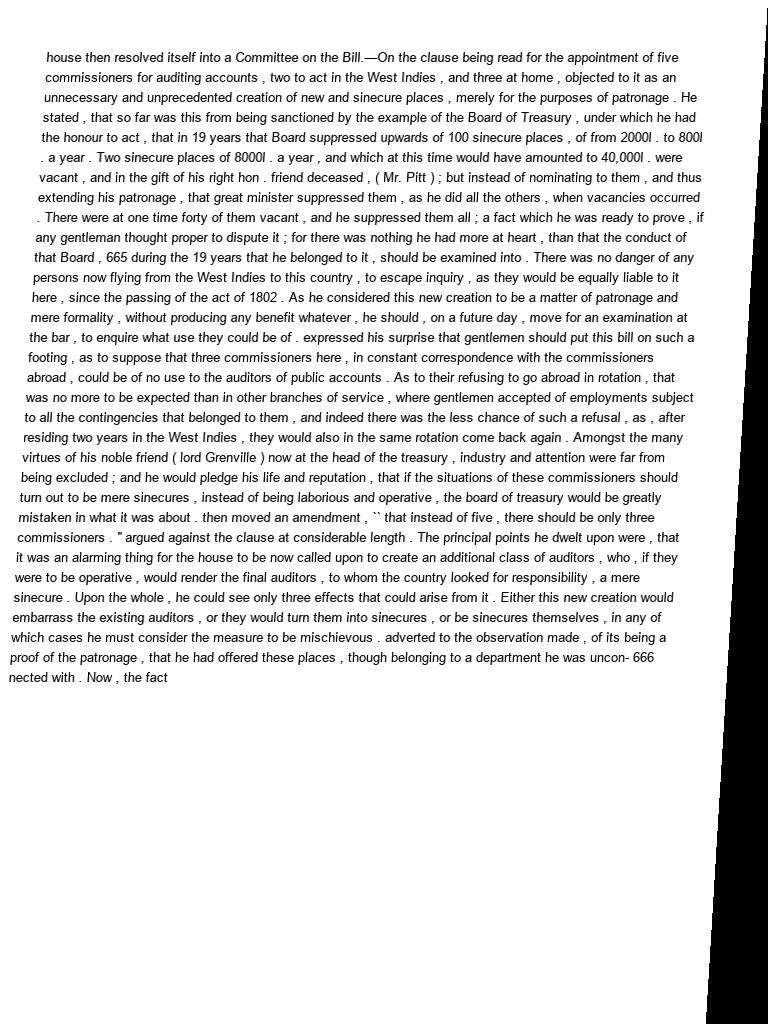 house then resolved itself into a Committee on the Bill.—On the clause being read for the appointment of five
commissioners for auditing accounts , two to act in the West Indies , and three at home , objected to it as an
unnecessary and unprecedented creation of new and sinecure places , merely for the purposes of patronage . He
stated , that so far was this from being sanctioned by the example of the Board of Treasury , under which he had
the honour to act , that in 19 years that Board suppressed upwards of 100 sinecure places , of from 2000l . to 800l
. a year . Two sinecure places of 8000l . a year , and which at this time would have amounted to 40,000l . were
vacant , and in the gift of his right hon . friend deceased , ( Mr. Pitt ) ; but instead of nominating to them , and thus
extending his patronage , that great minister suppressed them , as he did all the others , when vacancies occurred
. There were at one time forty of them vacant , and he suppressed them all ; a fact which he was ready to prove , if
any gentleman thought proper to dispute it ; for there was nothing he had more at heart , than that the conduct of
that Board , 665 during the 19 years that he belonged to it , should be examined into . There was no danger of any
persons now flying from the West Indies to this country , to escape inquiry , as they would be equally liable to it
here , since the passing of the act of 1802 . As he considered this new creation to be a matter of patronage and
mere formality , without producing any benefit whatever , he should , on a future day , move for an examination at
the bar , to enquire what use they could be of . expressed his surprise that gentlemen should put this bill on such a
footing , as to suppose that three commissioners here , in constant correspondence with the commissioners
abroad , could be of no use to the auditors of public accounts . As to their refusing to go abroad in rotation , that
was no more to be expected than in other branches of service , where gentlemen accepted of employments subject
to all the contingencies that belonged to them , and indeed there was the less chance of such a refusal , as , after
residing two years in the West Indies , they would also in the same rotation come back again . Amongst the many
virtues of his noble friend ( lord Grenville ) now at the head of the treasury , industry and attention were far from
being excluded ; and he would pledge his life and reputation , that if the situations of these commissioners should
turn out to be mere sinecures , instead of being laborious and operative , the board of treasury would be greatly
mistaken in what it was about . then moved an amendment , `` that instead of five , there should be only three
commissioners . '' argued against the clause at considerable length . The principal points he dwelt upon were , that
it was an alarming thing for the house to be now called upon to create an additional class of auditors , who , if they
were to be operative , would render the final auditors , to whom the country looked for responsibility , a mere
sinecure . Upon the whole , he could see only three effects that could arise from it . Either this new creation would
embarrass the existing auditors , or they would turn them into sinecures , or be sinecures themselves , in any of
which cases he must consider the measure to be mischievous . adverted to the observation made , of its being a
proof of the patronage , that he had offered these places , though belonging to a department he was uncon- 666
nected with . Now , the fact